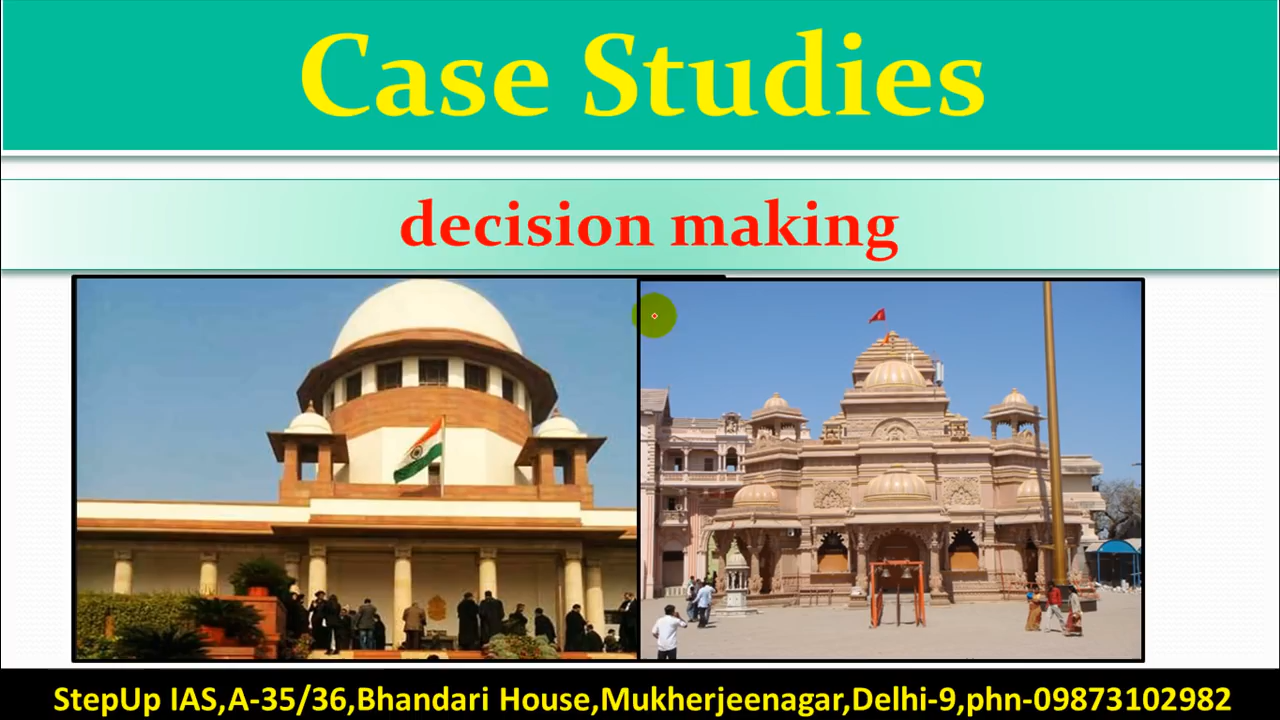 Case Studies
decision making
StepUp IAS,A-35/36,Bhandari House,Mukherjeenagar,Delhi-9,phn-09873102982